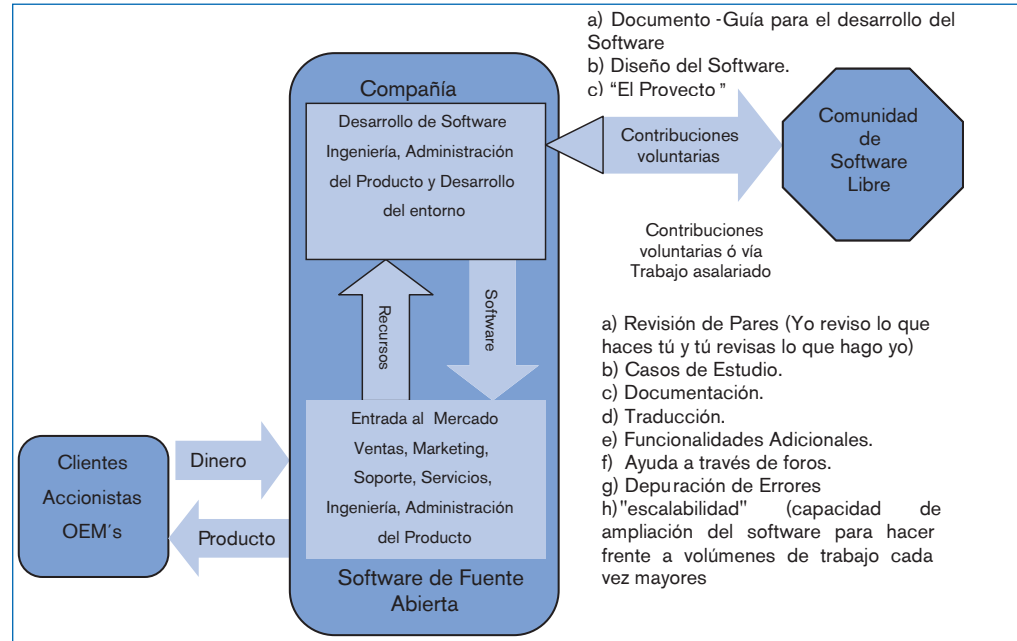 a) Documento -Guía para el desarrollo del
Software
b) Diseño del Software.
c) “El Proyecto ”
Compañía
Desarrollo de Software
Ingeniería, Administración
del Producto y Desarrollo
del entorno
Contribuciones
voluntarias
Comunidad
de
Software
Libre
Contribuciones
voluntarias ó vía
Trabajo asalariado
Recursos
Software
a) Revisión de Pares (Yo reviso lo que
haces tú y tú revisas lo que hago yo)
b) Casos de Estudio.
c) Documentación.
d) Traducción.
e) Funcionalidades Adicionales.
f) Ayuda a través de foros.
g) Depuración de Errores
h)"escalabilidad" (capacidad de
ampliación del software para hacer
frente a volúmenes de trabajo cada
vez mayores
Entrada al Mercado
Ventas, Marketing,
Soporte, Servicios,
Ingeniería, Administración
del Producto
Clientes
Accionistas
OEM´s
Dinero
Producto
Software de Fuente
Abierta